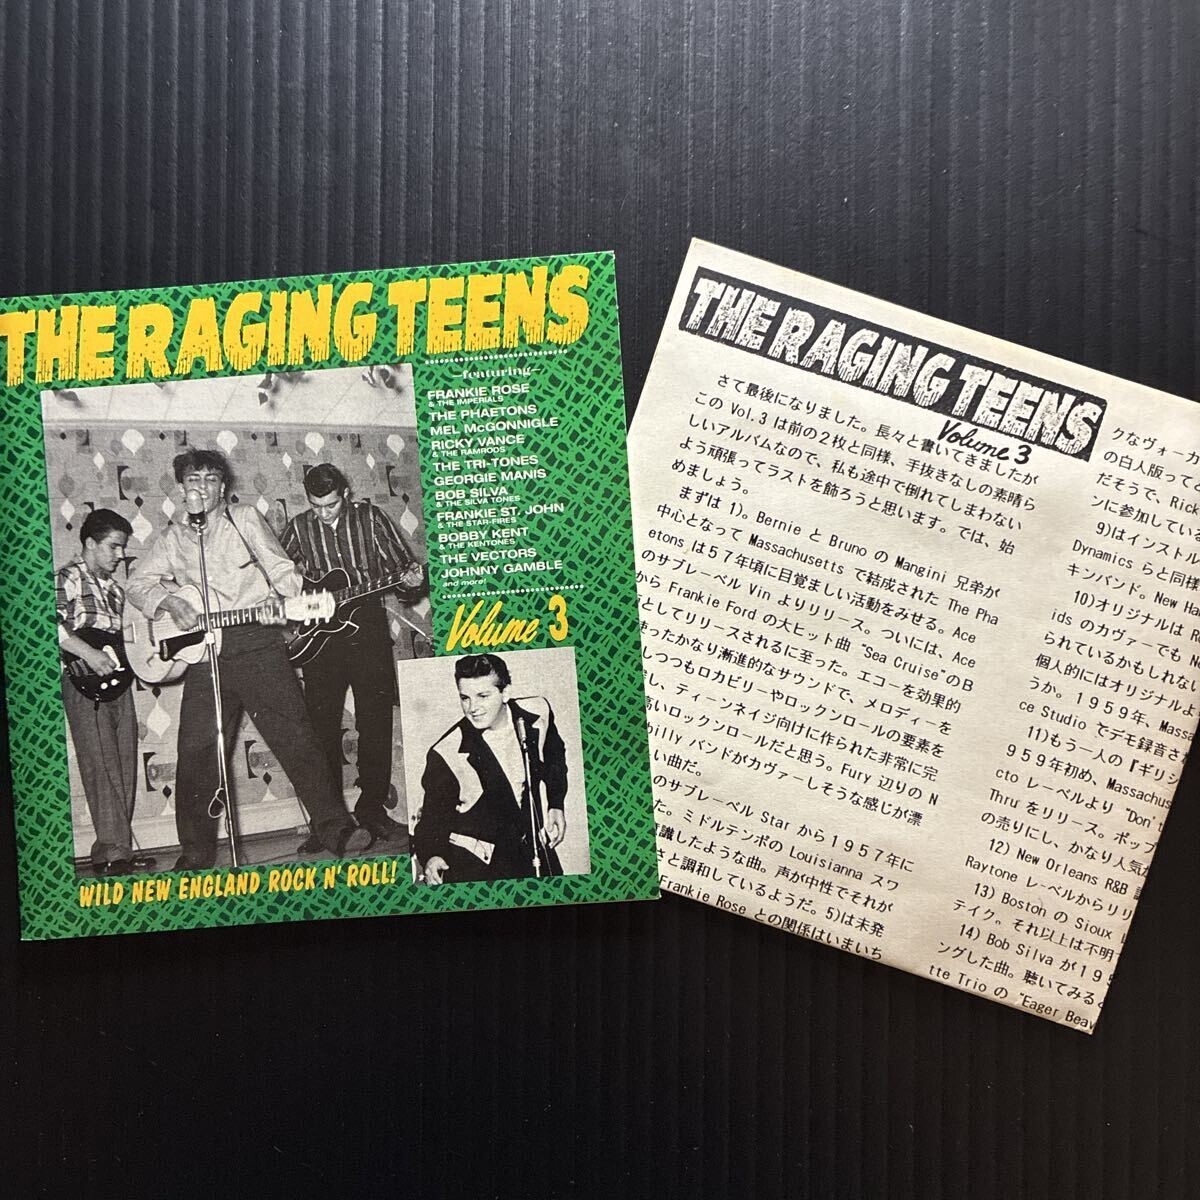 THE RAGING TEENS
—featuring—
FRANKIE ROSE
& THE IMPERIALS
THE PHAETONS
MEL McGONNIGLE
RICKY VANCE
& THE RAMRODS
THE TRI-TONES
GEORGIE MANIS
BOB SILVA
& THE SILVA TONES
FRANKIE ST. JOHN
& THE STAR-FIRES
BOBBY KENT
& THE KENTONES
THE VECTORS
JOHNNY GAMBLE
and more!
Volume 3
WILD NEW ENGLAND ROCK N' ROLL!
THE RAGING TEENS
Volume 3
さて最後になりました。長々と書いてきましたが
この Vol.3 は前の2枚と同様、手抜きなしの素晴ら
しいアルバムなので、私も途中で倒れてしまわない
よう頑張ってラストを飾ろうと思います。では、始
めましょう。
まずは 1)。Bernie と Bruno の Mangini 兄弟が
中心となって Massachusetts で結成された The Pha
etons は57年頃に目覚ましい活動をみせる。Ace
のサブレーベル Vin よりリリース。ついには、Ace
から Frankie Ford の大ヒット曲 "Sea Cruise"のB
としてリリースされるに至った。エコーを効果的
使ったかなり漸進的なサウンドで、メロディーを
しつつもロカビリーやロックンロールの要素を
し、ティーンネイジ向けに作られた非常に完
高いロックンロールだと思う。Fury 辺りの N
billy バンドがカヴァーしそうな感じが漂
い曲だ。
のサブレーベル Star から1957年に
た。ミドルテンポの Louisianna スワ
識したような曲。声が中性でそれが
さと調和しているようだ。5)は未発
Frankie Rose との関係はいまいち
クなヴォーカ
の白人版って
だそうで、Rick
ンに参加している
9)はインストル
Dynamics らと同様
キンバンド。New Ha
10)オリジナルは R
ids のカヴァーでも N
られているかもしれなし
個人的にはオリジナルよ
うか。1959年、Massa
ce Studio でデモ録音さ
11)もう一人の『ギリシ
959年初め、Massachus
cto レーベルより "Don't
Thru をリリース。ポップ
の売りにし、かなり人気が
12) New Orleans R&B
Raytone レーベルからリリ
13) Boston の Sioux
テイク。それ以上は不明
14) Bob Silva が195
ングした曲。聴いてみると
tte Trio の "Eager Beav